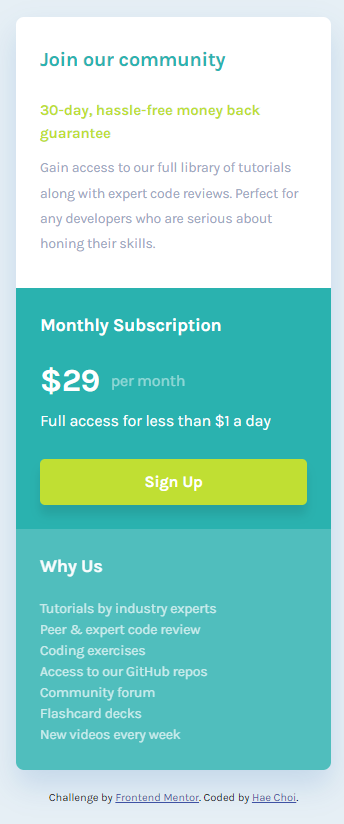 Join our community
30-day, hassle-free money back
guarantee
Gain access to our full library of tutorials
along with expert code reviews. Perfect for
any developers who are serious about
honing their skills.
Monthly Subscription
$29 per month
Full access for less than $1 a day
Sign Up
Why Us
Tutorials by industry experts
Peer & expert code review
Coding exercises
Access to our GitHub repos
Community forum
Flashcard decks
New videos every week
Challenge by Frontend Mentor. Coded by Hae Choi.